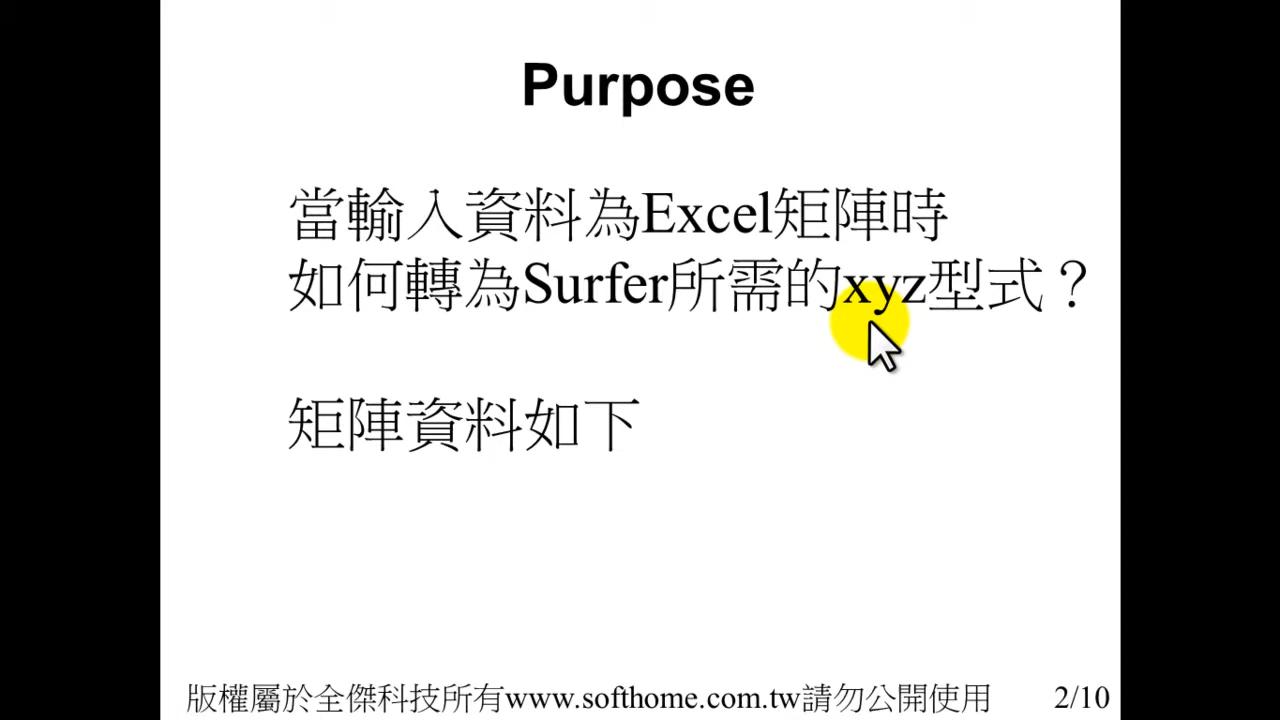 Purpose
當輸入資料為Excel矩陣時
如何轉為Surfer所需的xyz型式？
矩陣資料如下
版權屬於全傑科技所有www.softhome.com.tw請勿公開使用 2/10